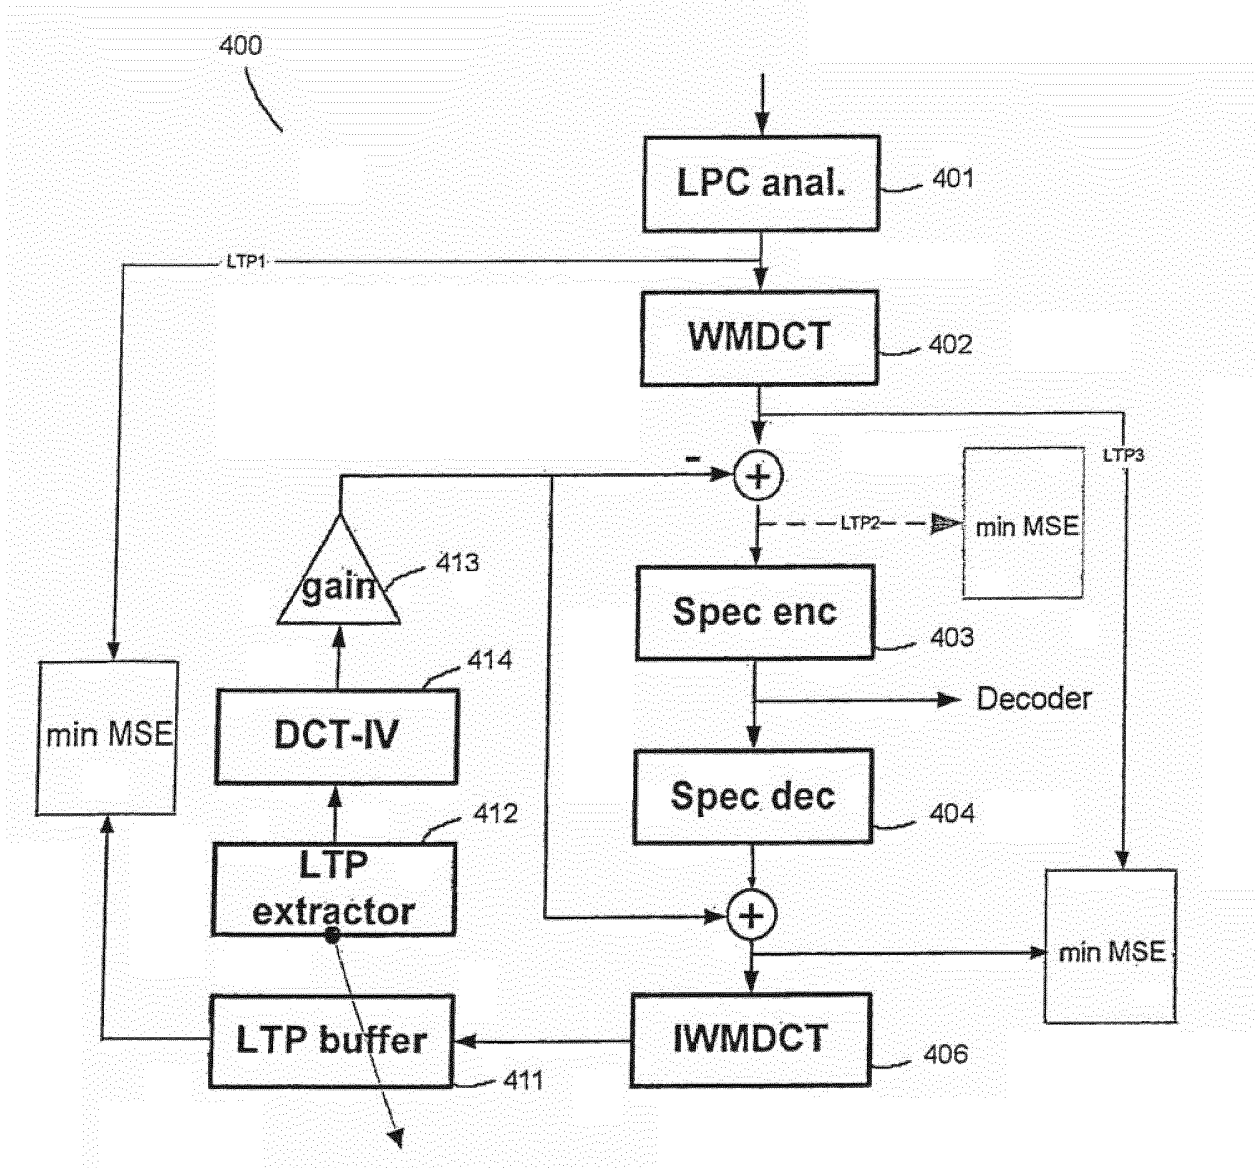 400
LPC anal.
401
LTP1
WMDCT
402
-
+
LTP3
LTP2
min MSE
gain
413
Spec enc
403
414
DCT-IV
Decoder
min MSE
Spec dec
404
412
LTP
extractor
+
min MSE
LTP buffer
411
IWMDCT
406